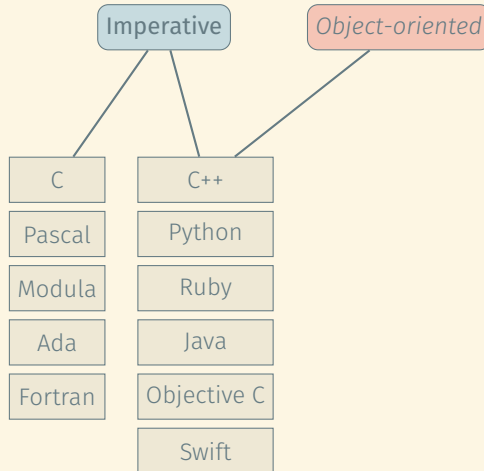 Imperative
Object-oriented
C
Pascal
Modula
Ada
Fortran
C++
Python
Ruby
Java
Objective C
Swift